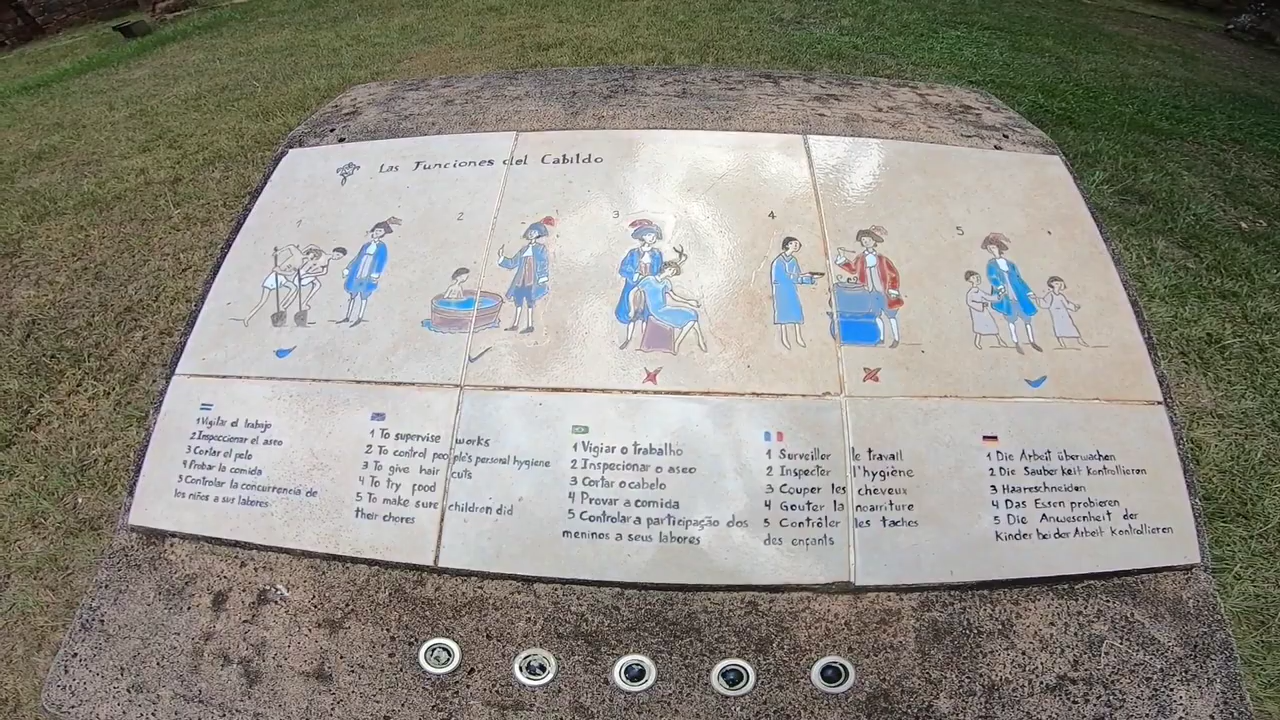 Las Funciones del Cabildo
1
2
3
4
5
1 Vigilar el trabajo
2 Inspeccionar el aseo
3 Cortar el pelo
4 Probar la comida
5 Controlar la concurrencia de
los niños a sus labores
1 To supervise works
2 To control people's personal hygiene
3 To give hair cuts
4 To try food
5 To make sure children did
their chores
1 Vigiar o trabalho
2 Inspecionar o aseo
3 Cortar o cabelo
4 Provar a comida
5 Controlar a participação dos
meninos a seus labores
1 Surveiller le travail
2 Inspecter l'hygiène
3 Couper les cheveux
4 Gouter la noarriture
5 Contrôler les taches
desençants
1 Die Arbeit überwachen
2 Die Sauberkeit kontrollieren
3 Haareschneiden
4 Das Essen probieren
5 Die Anwesenheit der
Kinder bei der Arbeit kontrollieren